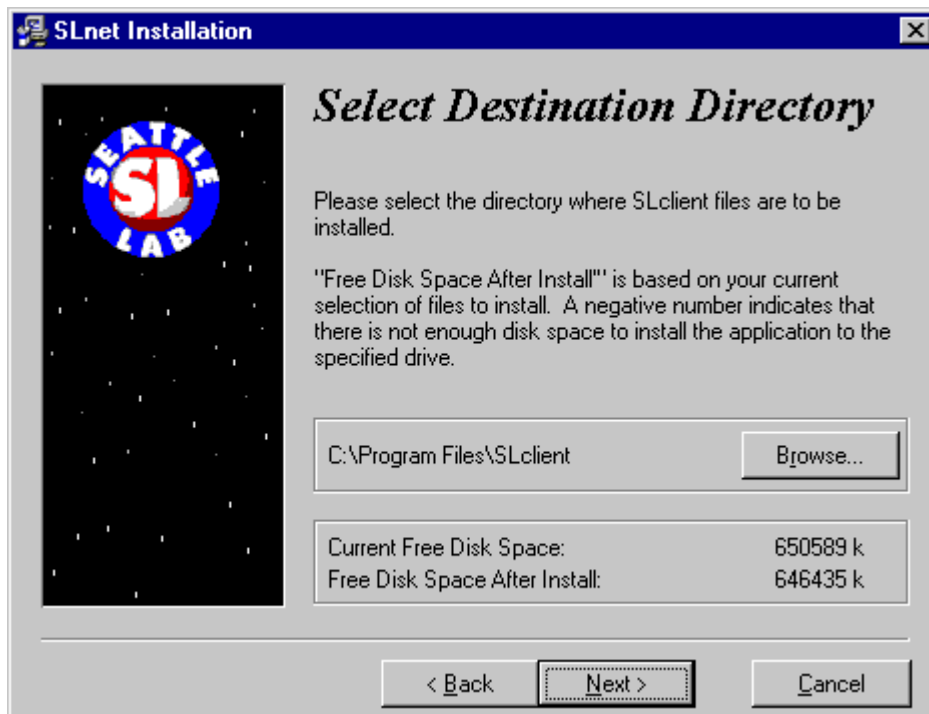 SLnet Installation
SEATTLE
SL
LAB
Select Destination Directory
Please select the directory where SLclient files are to be
installed.
"Free Disk Space After Install"' is based on your current
selection of files to install.  A negative number indicates that
there is not enough disk space to install the application to the
specified drive.
C:\Program Files\SLclient
Browse...
Current Free Disk Space: 650589 k
Free Disk Space After Install: 646435 k
< Back
Next >
Cancel